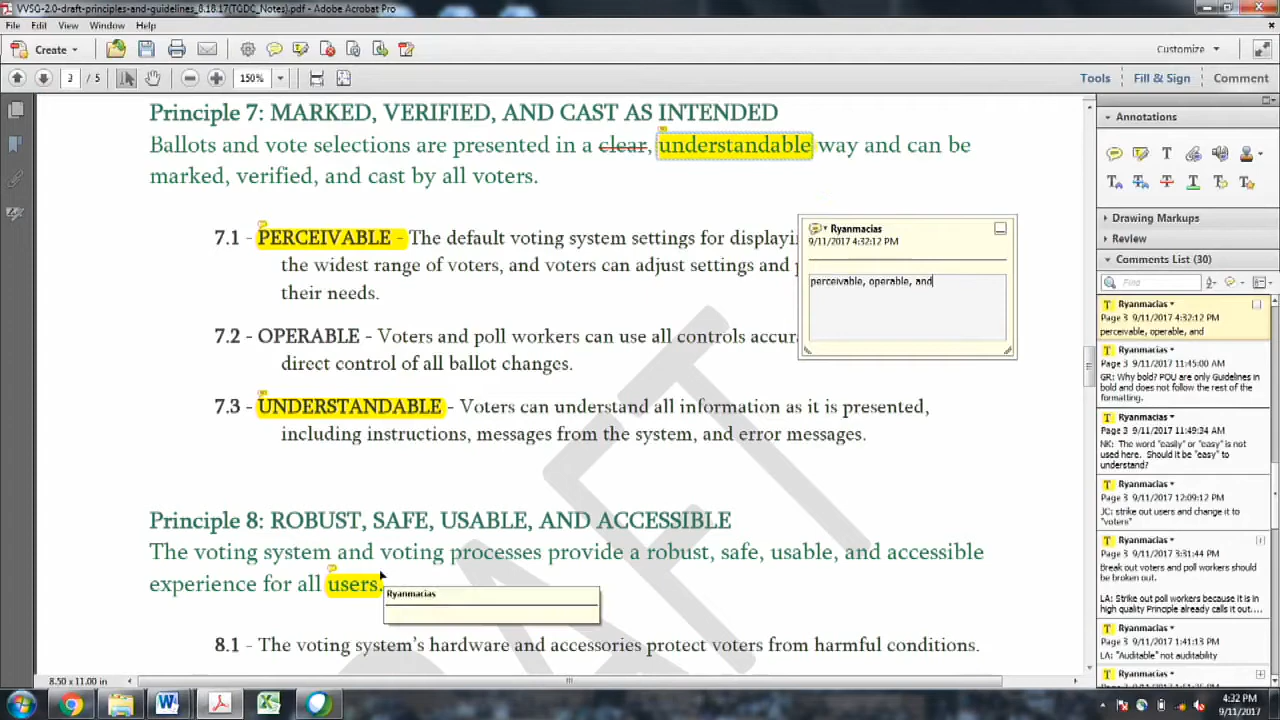 VVSG-2.0-draft-principles-and-guidelines_8.18.17(TGDC_Notes).pdf - Adobe Acrobat Pro
File Edit View Window Help
Create
Customize
3 / 5
150%
Tools Fill & Sign Comment
Principle 7: MARKED, VERIFIED, AND CAST AS INTENDED
Ballots and vote selections are presented in a clear, understandable way and can be
marked, verified, and cast by all voters.
7.1 - PERCEIVABLE - The default voting system settings for displayi
the widest range of voters, and voters can adjust settings and p
their needs.
7.2 - OPERABLE - Voters and poll workers can use all controls accura
direct control of all ballot changes.
7.3 - UNDERSTANDABLE - Voters can understand all information as it is presented,
including instructions, messages from the system, and error messages.
Ryanmacias
9/11/2017 4:32:12 PM
perceivable, operable, and
Principle 8: ROBUST, SAFE, USABLE, AND ACCESSIBLE
The voting system and voting processes provide a robust, safe, usable, and accessible
experience for all users.
Ryanmacias
8.1 - The voting system's hardware and accessories protect voters from harmful conditions.
DRAFT
8.50 x 11.00 in
Annotations
Drawing Markups
Review
Comments List (30)
Find
Ryanmacias
Page 3 9/11/2017 4:32:12 PM
perceivable, operable, and
Ryanmacias
Page 3 9/11/2017 11:45:00 AM
GR: Why bold? POU are only Guidelines in
bold and does not follow the rest of the
formatting.
Ryanmacias
Page 3 9/11/2017 11:49:34 AM
NK: The word "easily" or "easy" is not
used here. Should it be "easy" to
understand?
Ryanmacias
Page 3 9/11/2017 12:09:12 PM
JC: strike out users and change it to
"voters"
Ryanmacias
Page 3 9/11/2017 3:31:44 PM
Break out voters and poll workers should
be broken out.
LA: Strike out poll workers because it is in
high quality Principle already calls it out....
Ryanmacias
Page 3 9/11/2017 1:41:13 PM
LA: "Auditable" not auditability
Ryanmacias
4:32 PM
9/11/2017